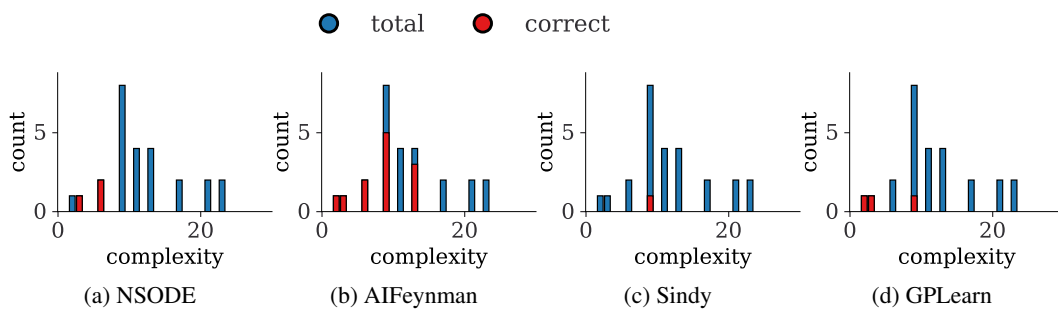 total correct
count
5
0
0 20
complexity
(a) NSODE
count
5
0
0 20
complexity
(b) AIFeynman
count
5
0
0 20
complexity
(c) Sindy
count
5
0
0 20
complexity
(d) GPLearn